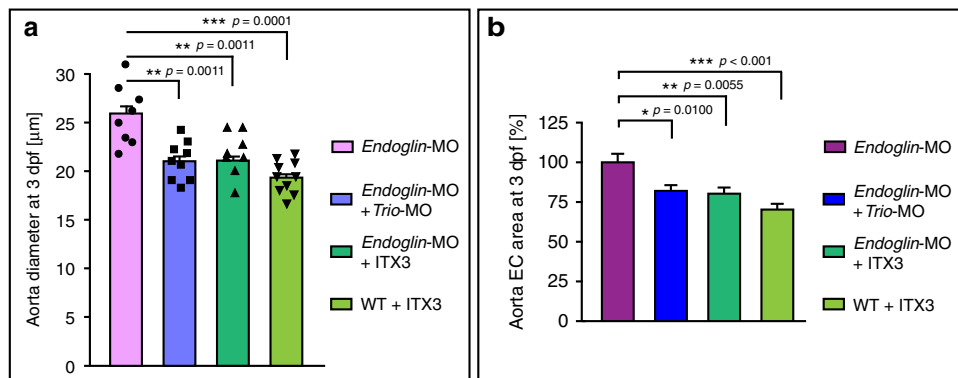 a
*** p = 0.0001
** p = 0.0011
** p = 0.0011
Aorta diameter at 3 dpf [µm]
30
25
20
15
10
5
0
Endoglin-MO
Endoglin-MO
+ Trio-MO
Endoglin-MO
+ ITX3
WT + ITX3
b
*** p < 0.001
** p = 0.0055
* p = 0.0100
Aorta EC area at 3 dpf [%]
125
100
75
50
25
0
Endoglin-MO
Endoglin-MO
+ Trio-MO
Endoglin-MO
+ ITX3
WT + ITX3